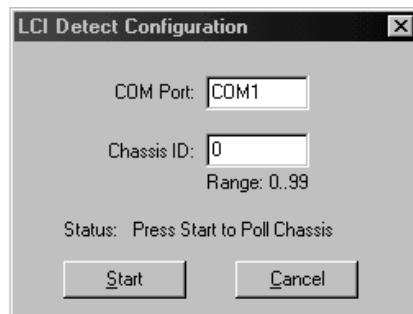 LCI Detect Configuration
COM Port: COM1
Chassis ID: 0
Range: 0..99
Status: Press Start to Poll Chassis
Start Cancel